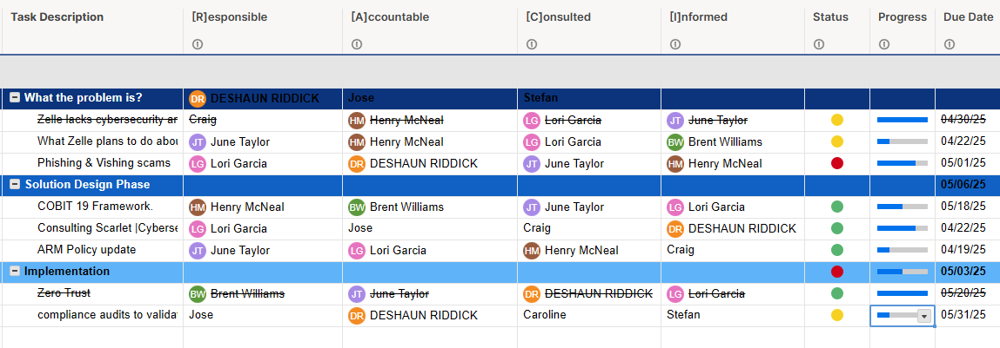 Task Description [R]esponsible [A]ccountable [C]onsulted [I]nformed Status Progress Due Date
What the problem is? DR DESHAUN RIDDICK Jose Stefan
Zelle lacks cybersecurity ar Craig HM Henry McNeal LG Lori Garcia JT June Taylor 04/30/25
What Zelle plans to do abou JT June Taylor HM Henry McNeal LG Lori Garcia BW Brent Williams 04/22/25
Phishing & Vishing scams LG Lori Garcia DR DESHAUN RIDDICK JT June Taylor HM Henry McNeal 05/01/25
Solution Design Phase 05/06/25
COBIT 19 Framework. HM Henry McNeal BW Brent Williams JT June Taylor LG Lori Garcia 05/18/25
Consulting Scarlet |Cyberse LG Lori Garcia Jose Craig DR DESHAUN RIDDICK 04/22/25
ARM Policy update JT June Taylor LG Lori Garcia HM Henry McNeal Craig 04/19/25
Implementation 05/03/25
Zero Trust BW Brent Williams JT June Taylor DR DESHAUN RIDDICK LG Lori Garcia 05/20/25
compliance audits to validat Jose DR DESHAUN RIDDICK Caroline Stefan 05/31/25